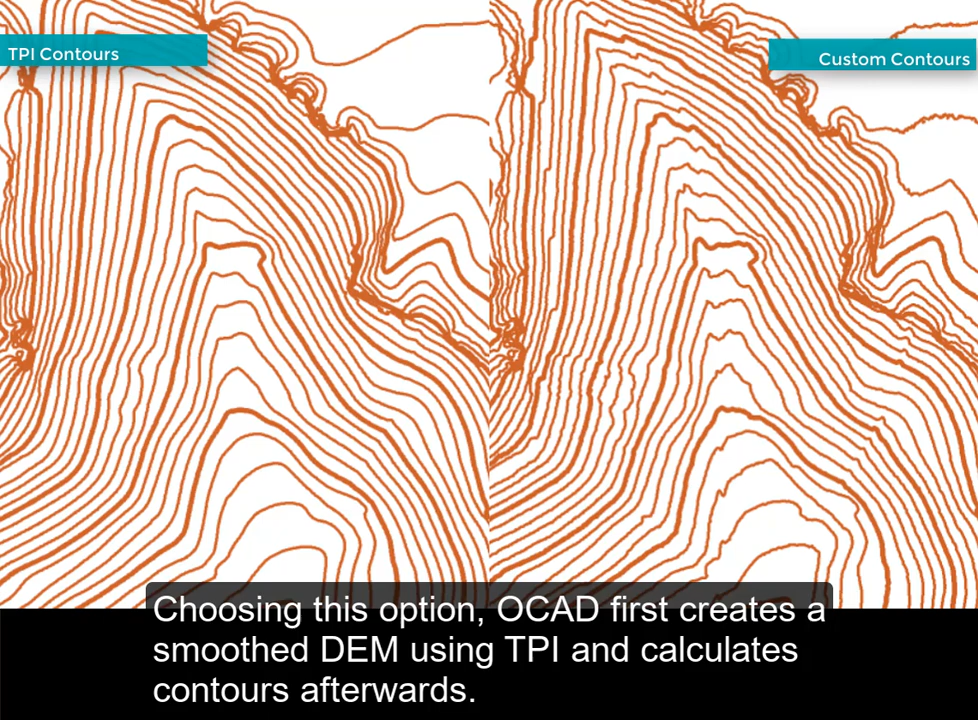 TPI Contours
Custom Contours
Choosing this option, OCAD first creates a
smoothed DEM using TPI and calculates
contours afterwards.